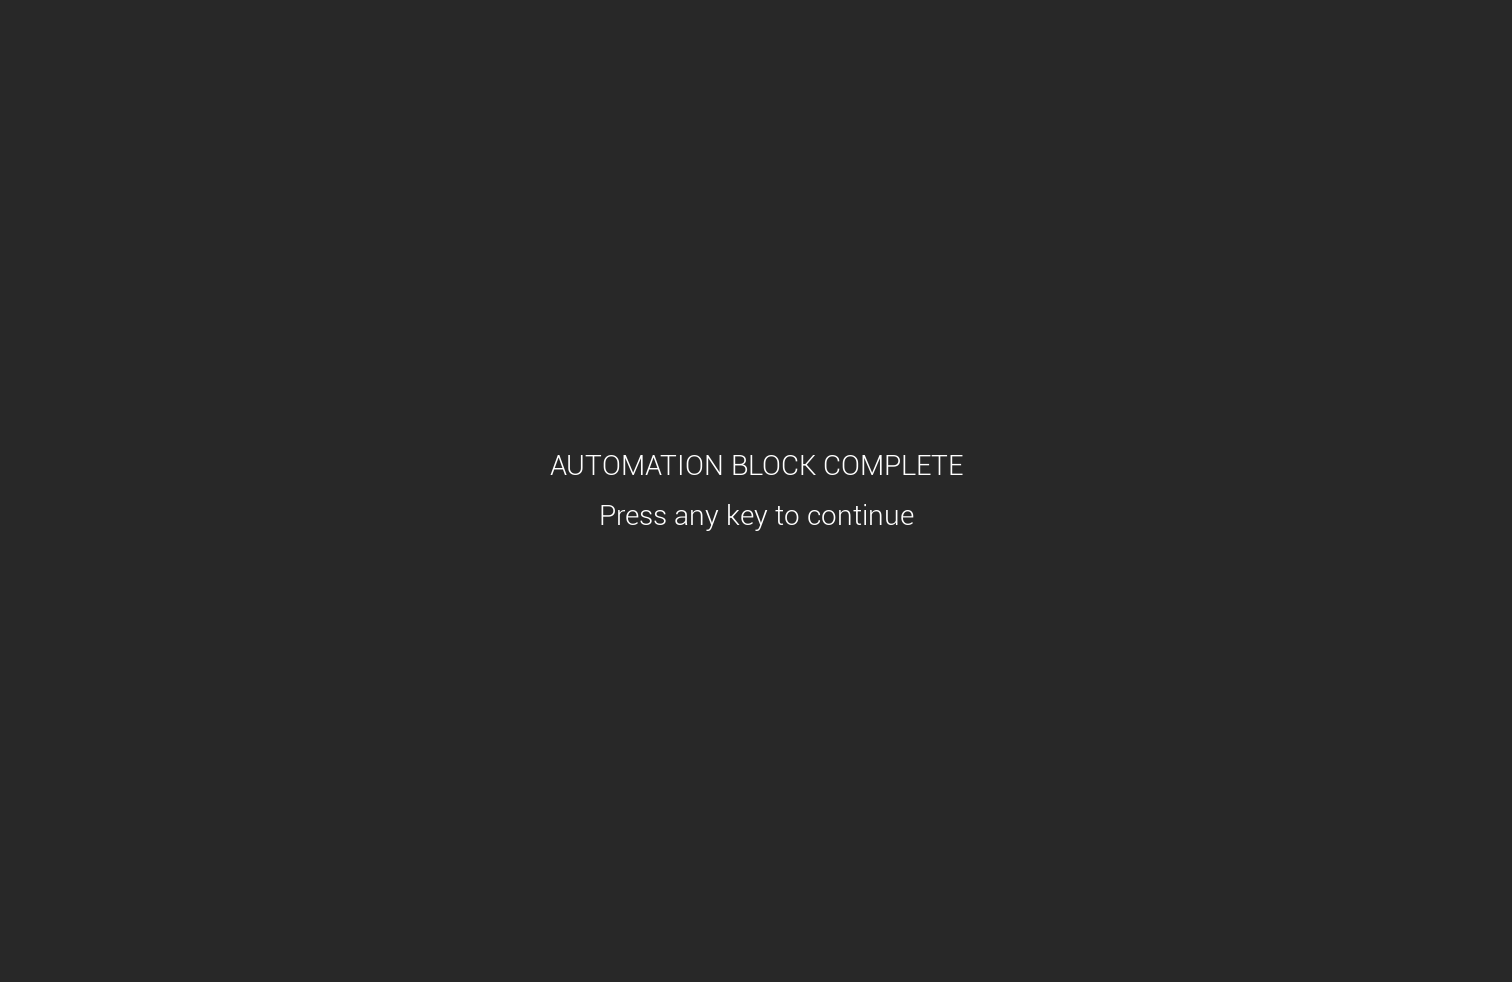 AUTOMATION BLOCK COMPLETE
Press any key to continue